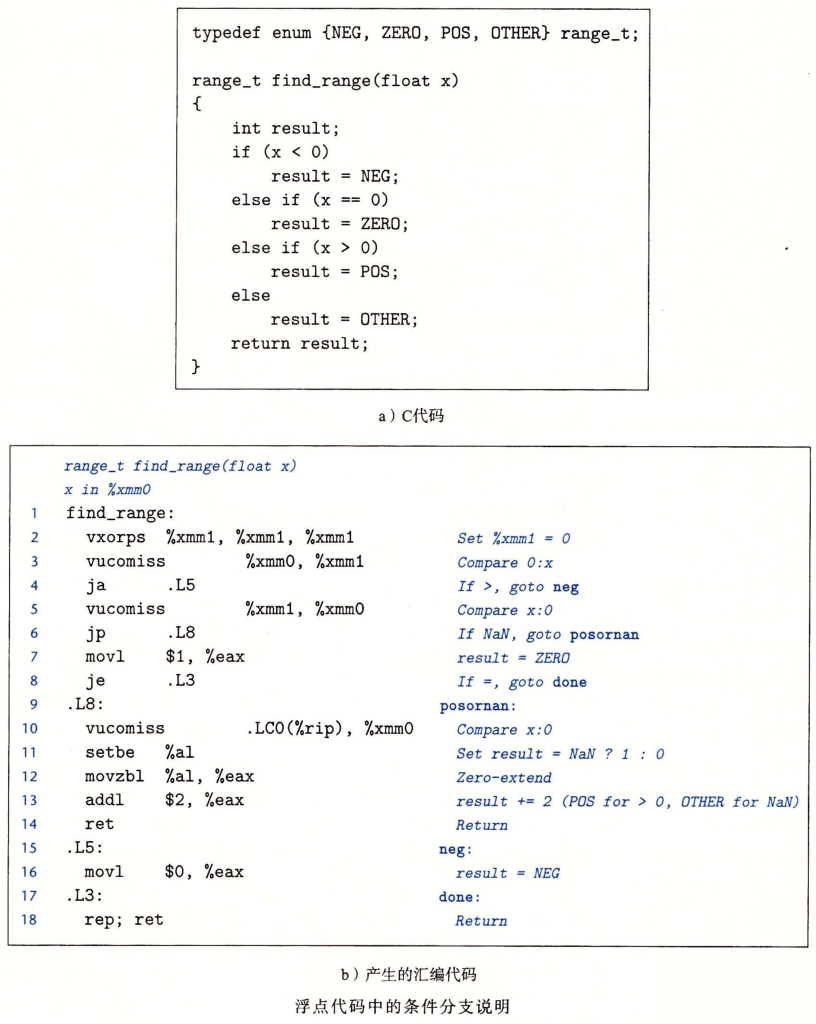 typedef enum {NEG, ZERO, POS, OTHER} range_t;
range_t find_range(float x)
{
int result;
if (x < 0)
result = NEG;
else if (x == 0)
result = ZERO;
else if (x > 0)
result = POS;
else
result = OTHER;
return result;
}
a）C代码
range_t find_range(float x)
x in %xmm0
1 find_range:
2 vxorps %xmm1, %xmm1, %xmm1 Set %xmm1 = 0
3 vucomiss %xmm0, %xmm1 Compare 0:x
4 ja .L5 If >, goto neg
5 vucomiss %xmm1, %xmm0 Compare x:0
6 jp .L8 If NaN, goto posornan
7 movl $1, %eax result = ZERO
8 je .L3 If =, goto done
9 .L8: posornan:
10 vucomiss .LC0(%rip), %xmm0 Compare x:0
11 setbe %al Set result = NaN ? 1 : 0
12 movzbl %al, %eax Zero-extend
13 addl $2, %eax result += 2 (POS for > 0, OTHER for NaN)
14 ret Return
15 .L5: neg:
16 movl $0, %eax result = NEG
17 .L3: done:
18 rep; ret Return
b）产生的汇编代码
浮点代码中的条件分支说明